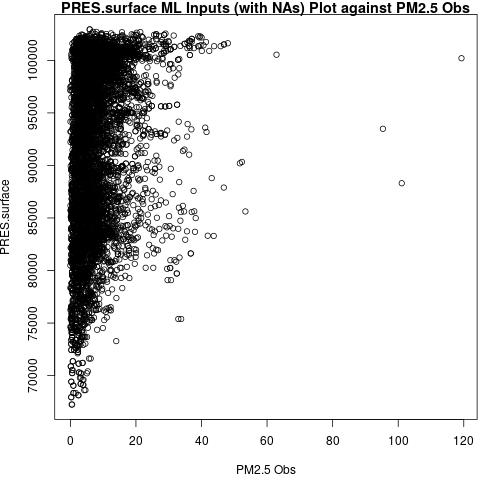 PRES.surface ML Inputs (with NAs) Plot against PM2.5 Obs
100000
95000
90000
85000
80000
75000
70000
PRES.surface
0 20 40 60 80 100 120
PM2.5 Obs